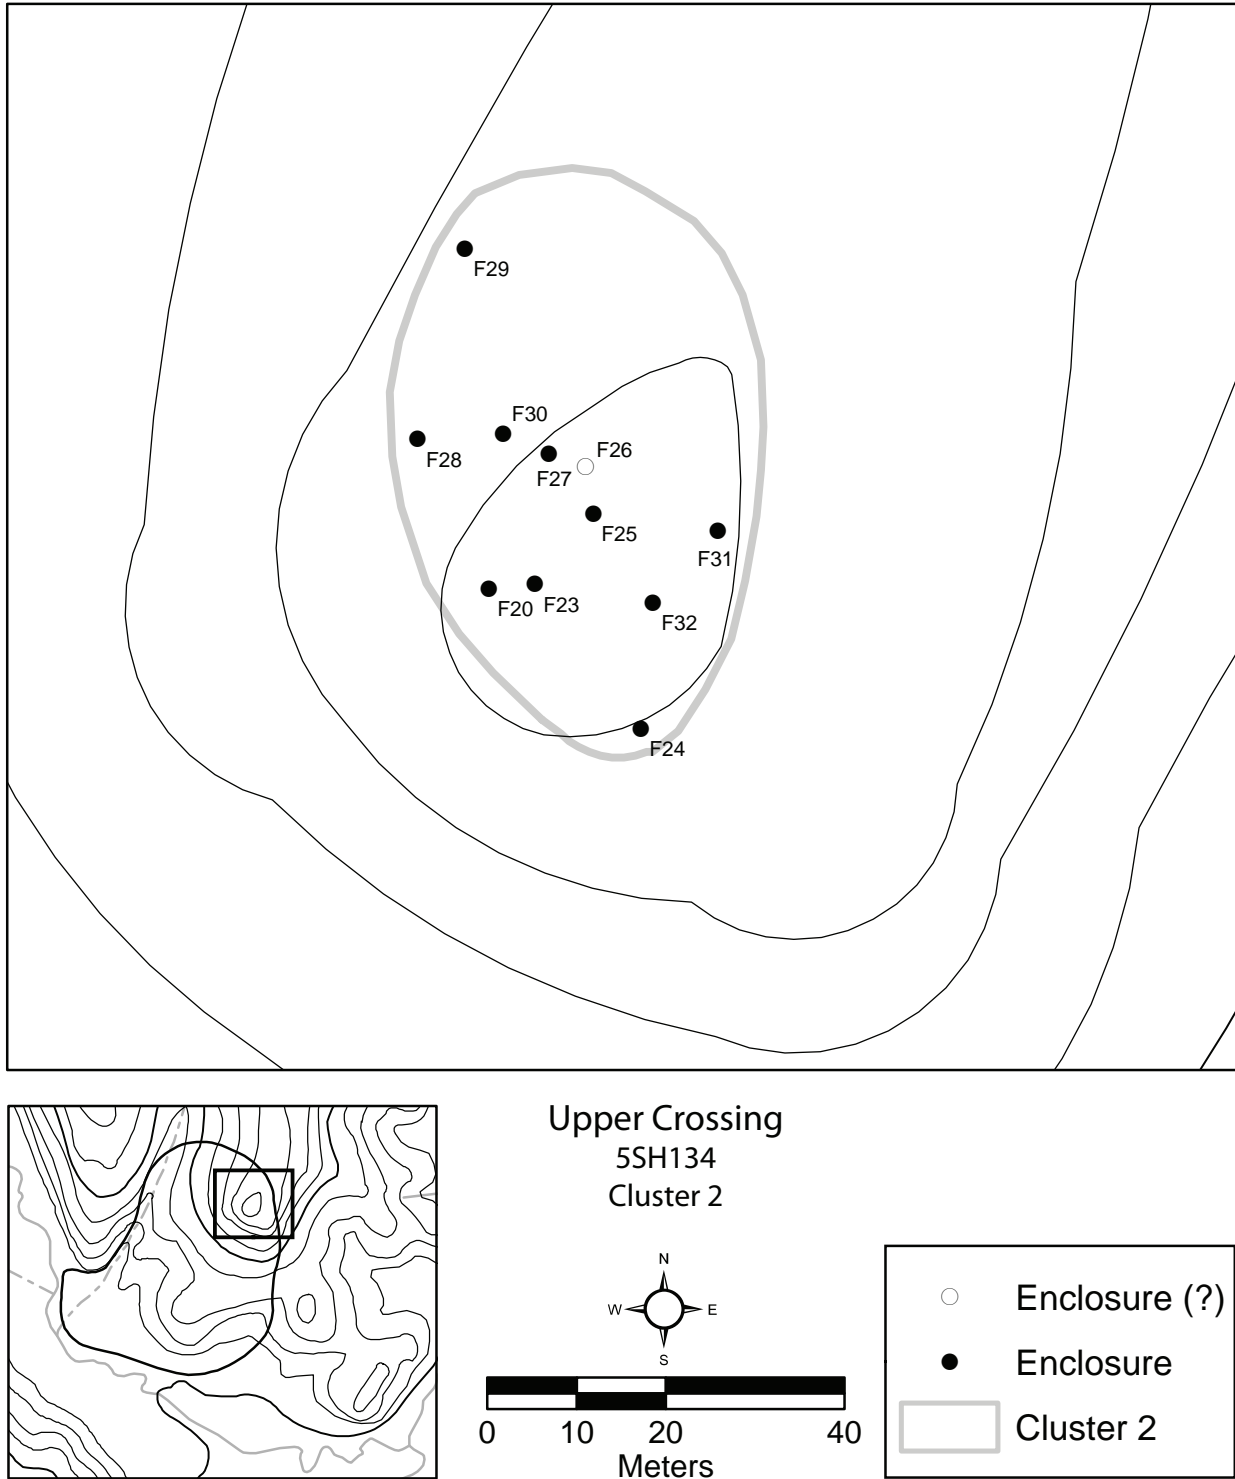 F29
F30
F28
F26
F27
F25
F31
F20
F23
F32
F24
Upper Crossing
5SH134
Cluster 2
N
W
E
S
0 10 20 40
Meters
Enclosure (?)
Enclosure
Cluster 2